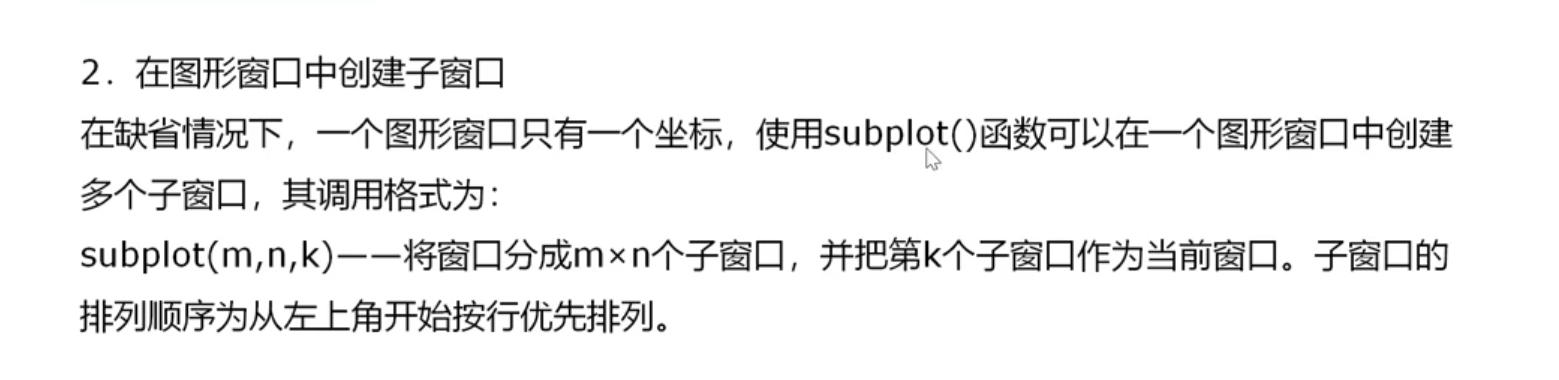 2．在图形窗口中创建子窗口
在缺省情况下，一个图形窗口只有一个坐标，使用subplot()函数可以在一个图形窗口中创建
多个子窗口，其调用格式为：
subplot(m,n,k)——将窗口分成m×n个子窗口，并把第k个子窗口作为当前窗口。子窗口的
排列顺序为从左上角开始按行优先排列。